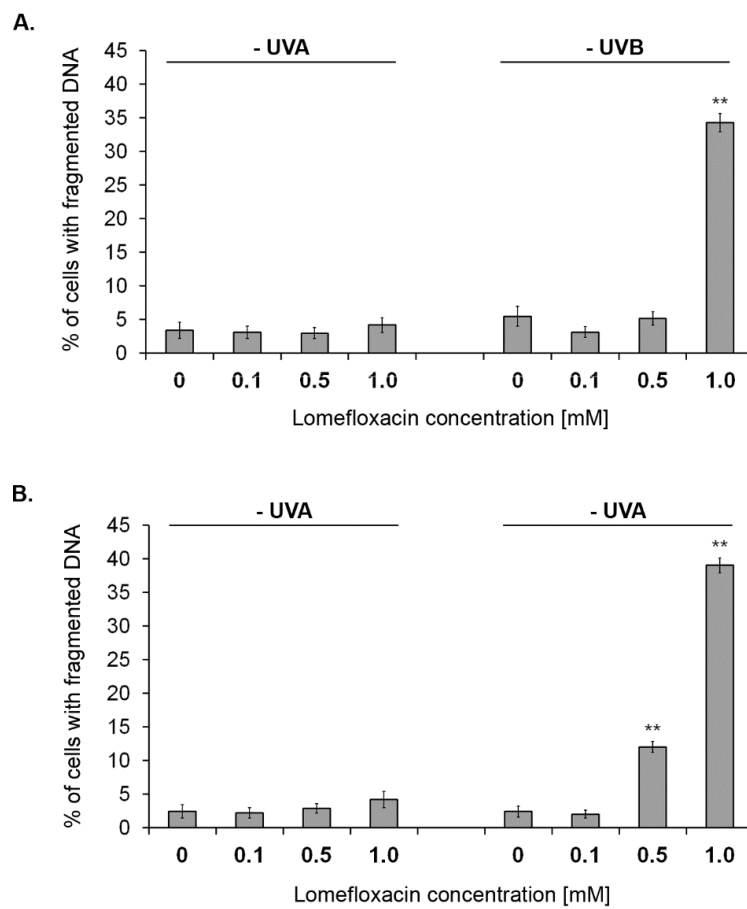 A.
- UVA - UVB
45
40
35
30
25
20
15
10
5
0
**
% of cells with fragmented DNA
0 0.1 0.5 1.0 0 0.1 0.5 1.0
Lomefloxacin concentration [mM]
B.
- UVA - UVA
45
40
35
30
25
20
15
10
5
0
**
**
% of cells with fragmented DNA
0 0.1 0.5 1.0 0 0.1 0.5 1.0
Lomefloxacin concentration [mM]